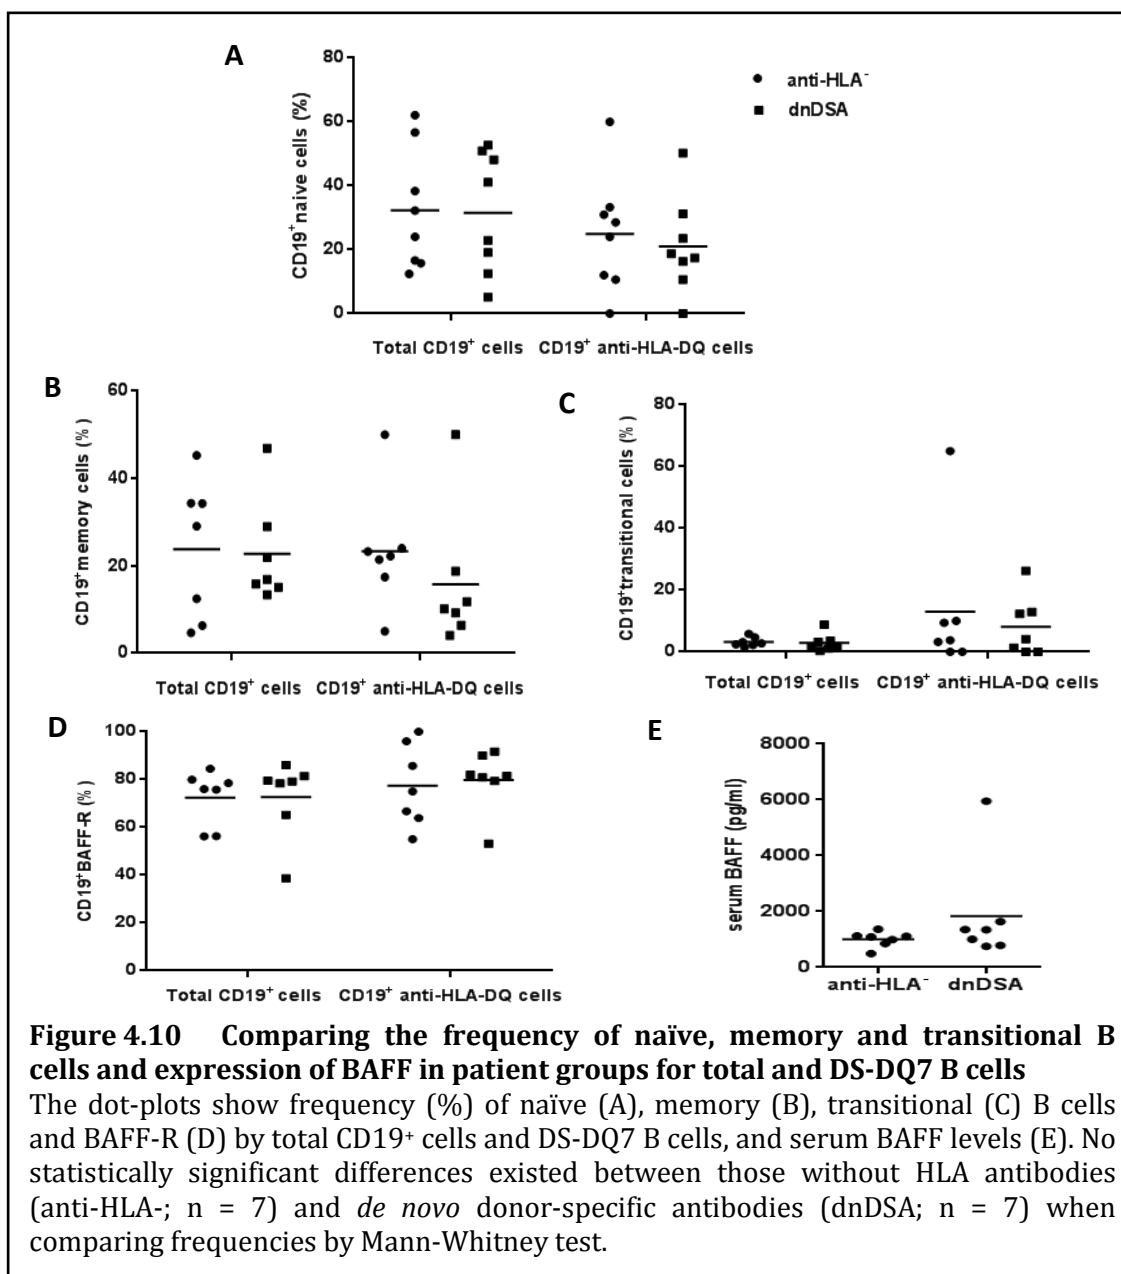 A
80
60
40
20
0
CD19⁺naive cells (%)
anti-HLA⁻
dnDSA
Total CD19⁺ cells
CD19⁺ anti-HLA-DQ cells
B
60
40
20
0
CD19⁺memory cells (%)
Total CD19⁺ cells
CD19⁺ anti-HLA-DQ cells
C
80
60
40
20
0
CD19⁺transitional cells (%)
Total CD19⁺ cells
CD19⁺ anti-HLA-DQ cells
D
100
80
60
40
20
0
CD19⁺BAFF-R (%)
Total CD19⁺ cells
CD19⁺ anti-HLA-DQ cells
E
8000
6000
4000
2000
0
serum BAFF (pg/ml)
anti-HLA⁻
dnDSA
Figure 4.10 Comparing the frequency of naïve, memory and transitional B
cells and expression of BAFF in patient groups for total and DS-DQ7 B cells
The dot-plots show frequency (%) of naïve (A), memory (B), transitional (C) B cells
and BAFF-R (D) by total CD19⁺ cells and DS-DQ7 B cells, and serum BAFF levels (E). No
statistically significant differences existed between those without HLA antibodies
(anti-HLA-; n = 7) and de novo donor-specific antibodies (dnDSA; n = 7) when
comparing frequencies by Mann-Whitney test.